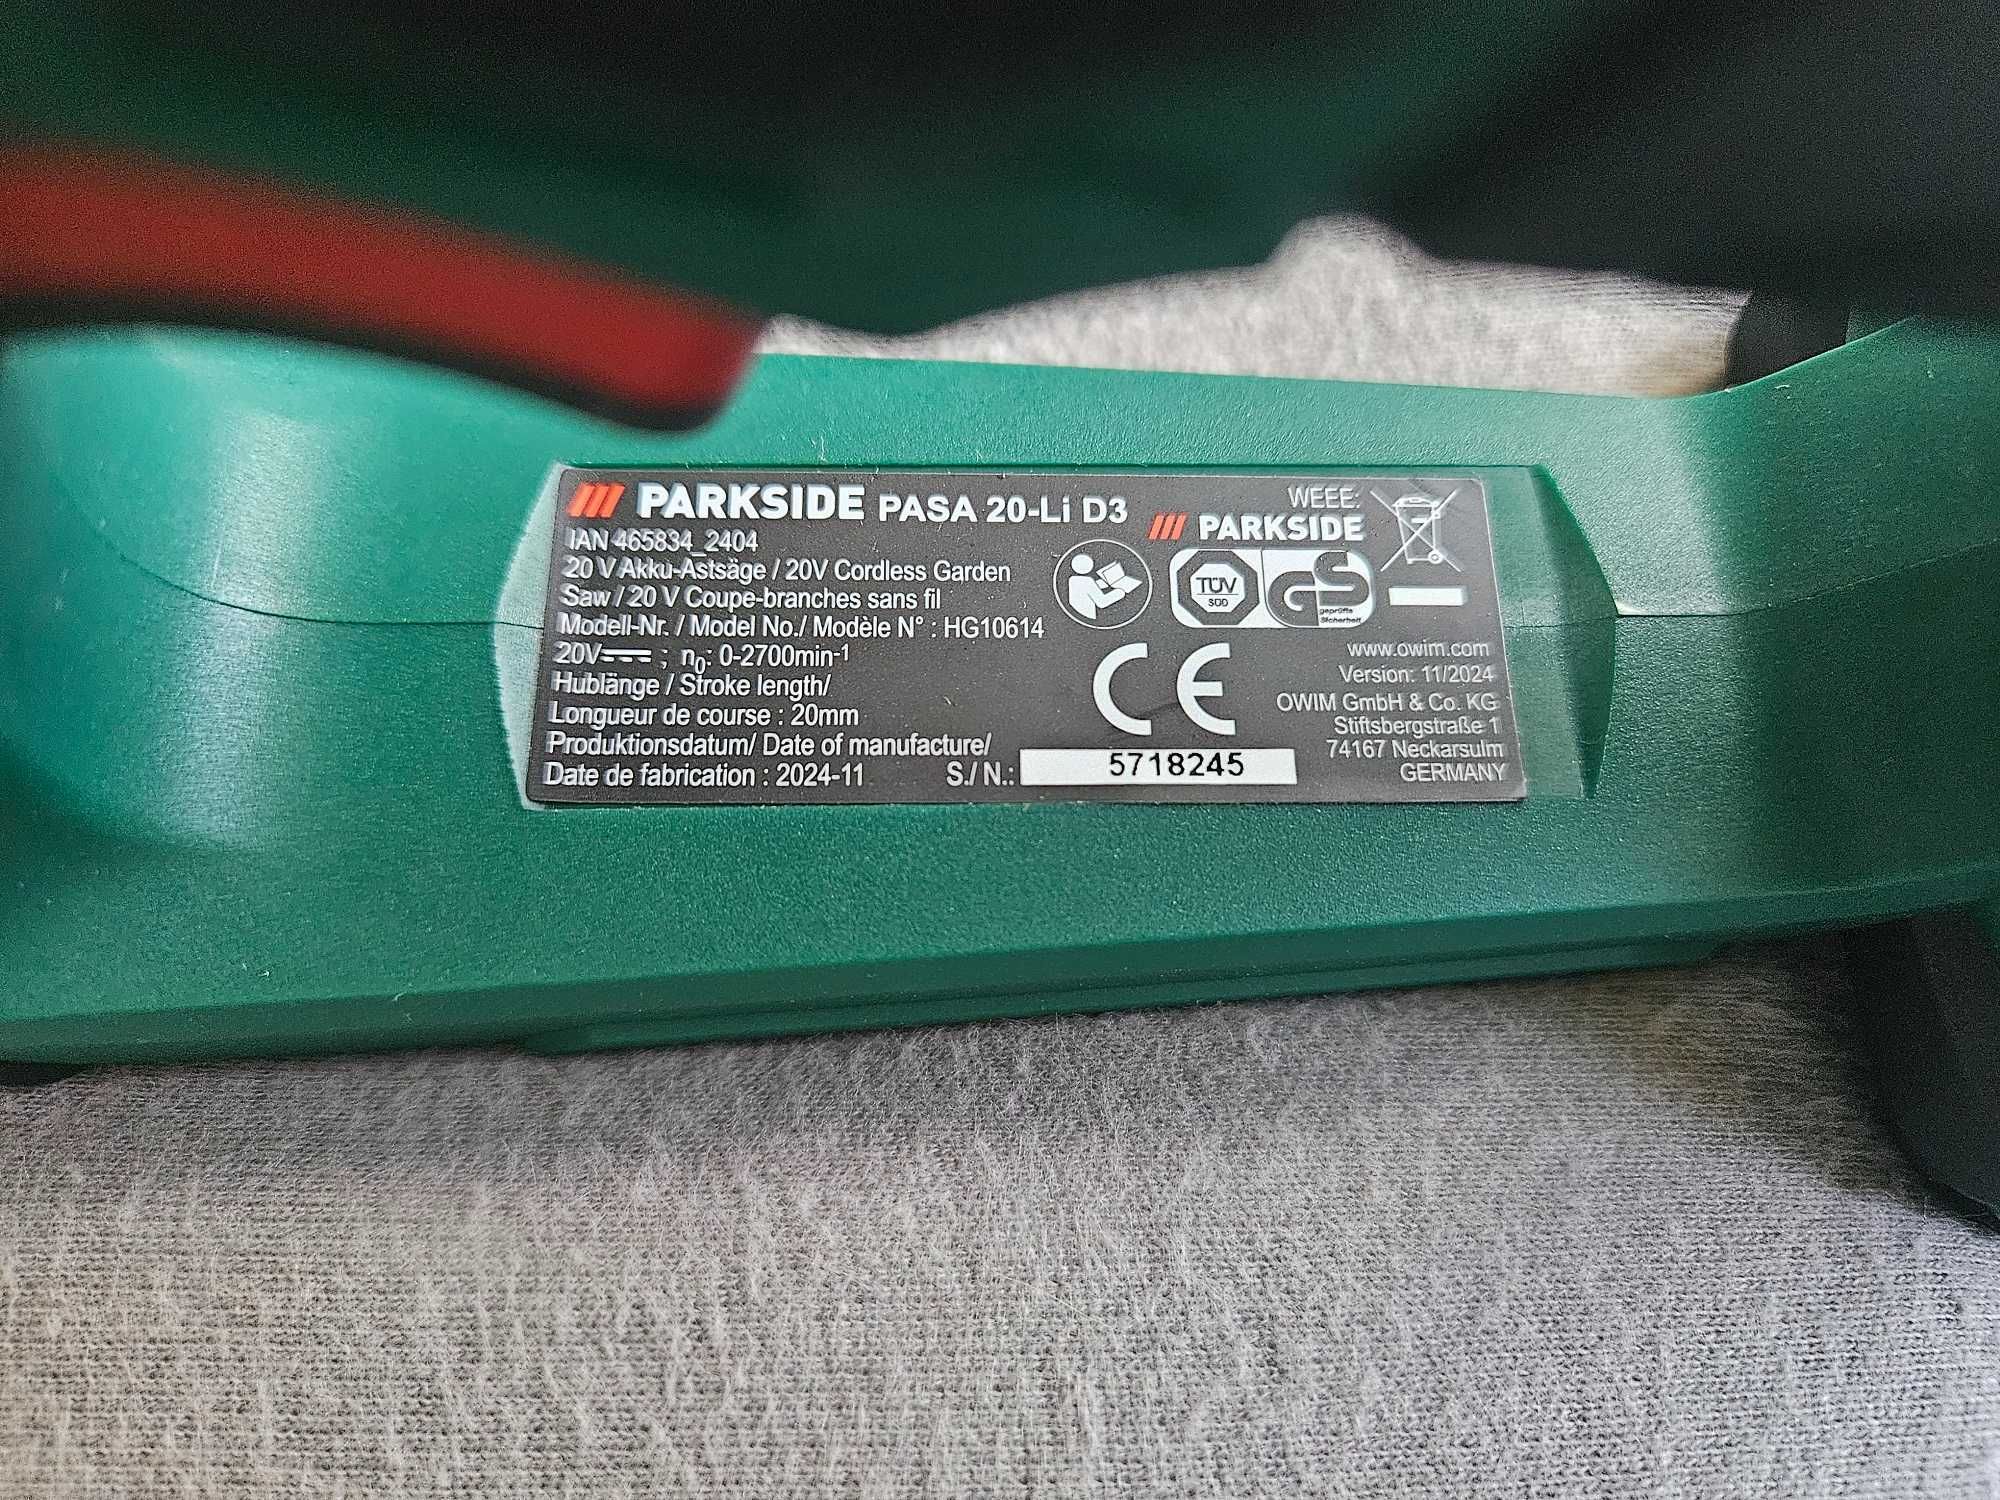 PARKSIDE PASA 20-Li D3
IAN 465834_2404
20 V Akku-Astsäge / 20V Cordless Garden
Saw / 20 V Coupe-branches sans fil
Modell-Nr. / Model No./ Modèle N° : HG10614
20V⎓ ; n₀: 0-2700min⁻¹
Hublänge / Stroke length/
Longueur de course : 20mm
Produktionsdatum/ Date of manufacture/
Date de fabrication : 2024-11
S./ N.: 5718245
WEEE:
PARKSIDE
TÜV
SÜD
GS
geprüfte
Sicherheit
CE
www.owim.com
Version: 11/2024
OWIM GmbH & Co. KG
Stiftsbergstraße 1
74167 Neckarsulm
GERMANY